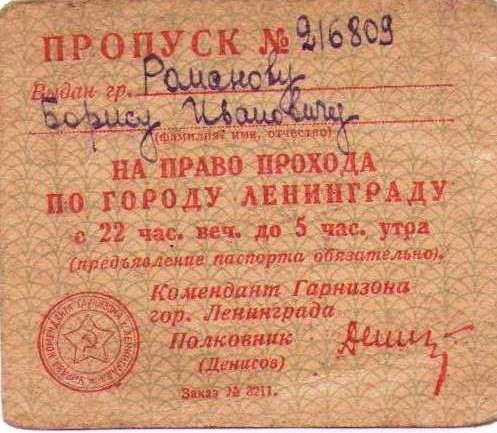 ПРОПУСК № 216809
Выдан гр. Романову
Борису Ивановичу
(фамилия, имя, отчество)
НА ПРАВО ПРОХОДА
ПО ГОРОДУ ЛЕНИНГРАДУ
с 22 час. веч. до 5 час. утра
(предъявление паспорта обязательно).
Комендант Гарнизона
гор. Ленинграда
Полковник
(Денисов)
Заказ № 3211.